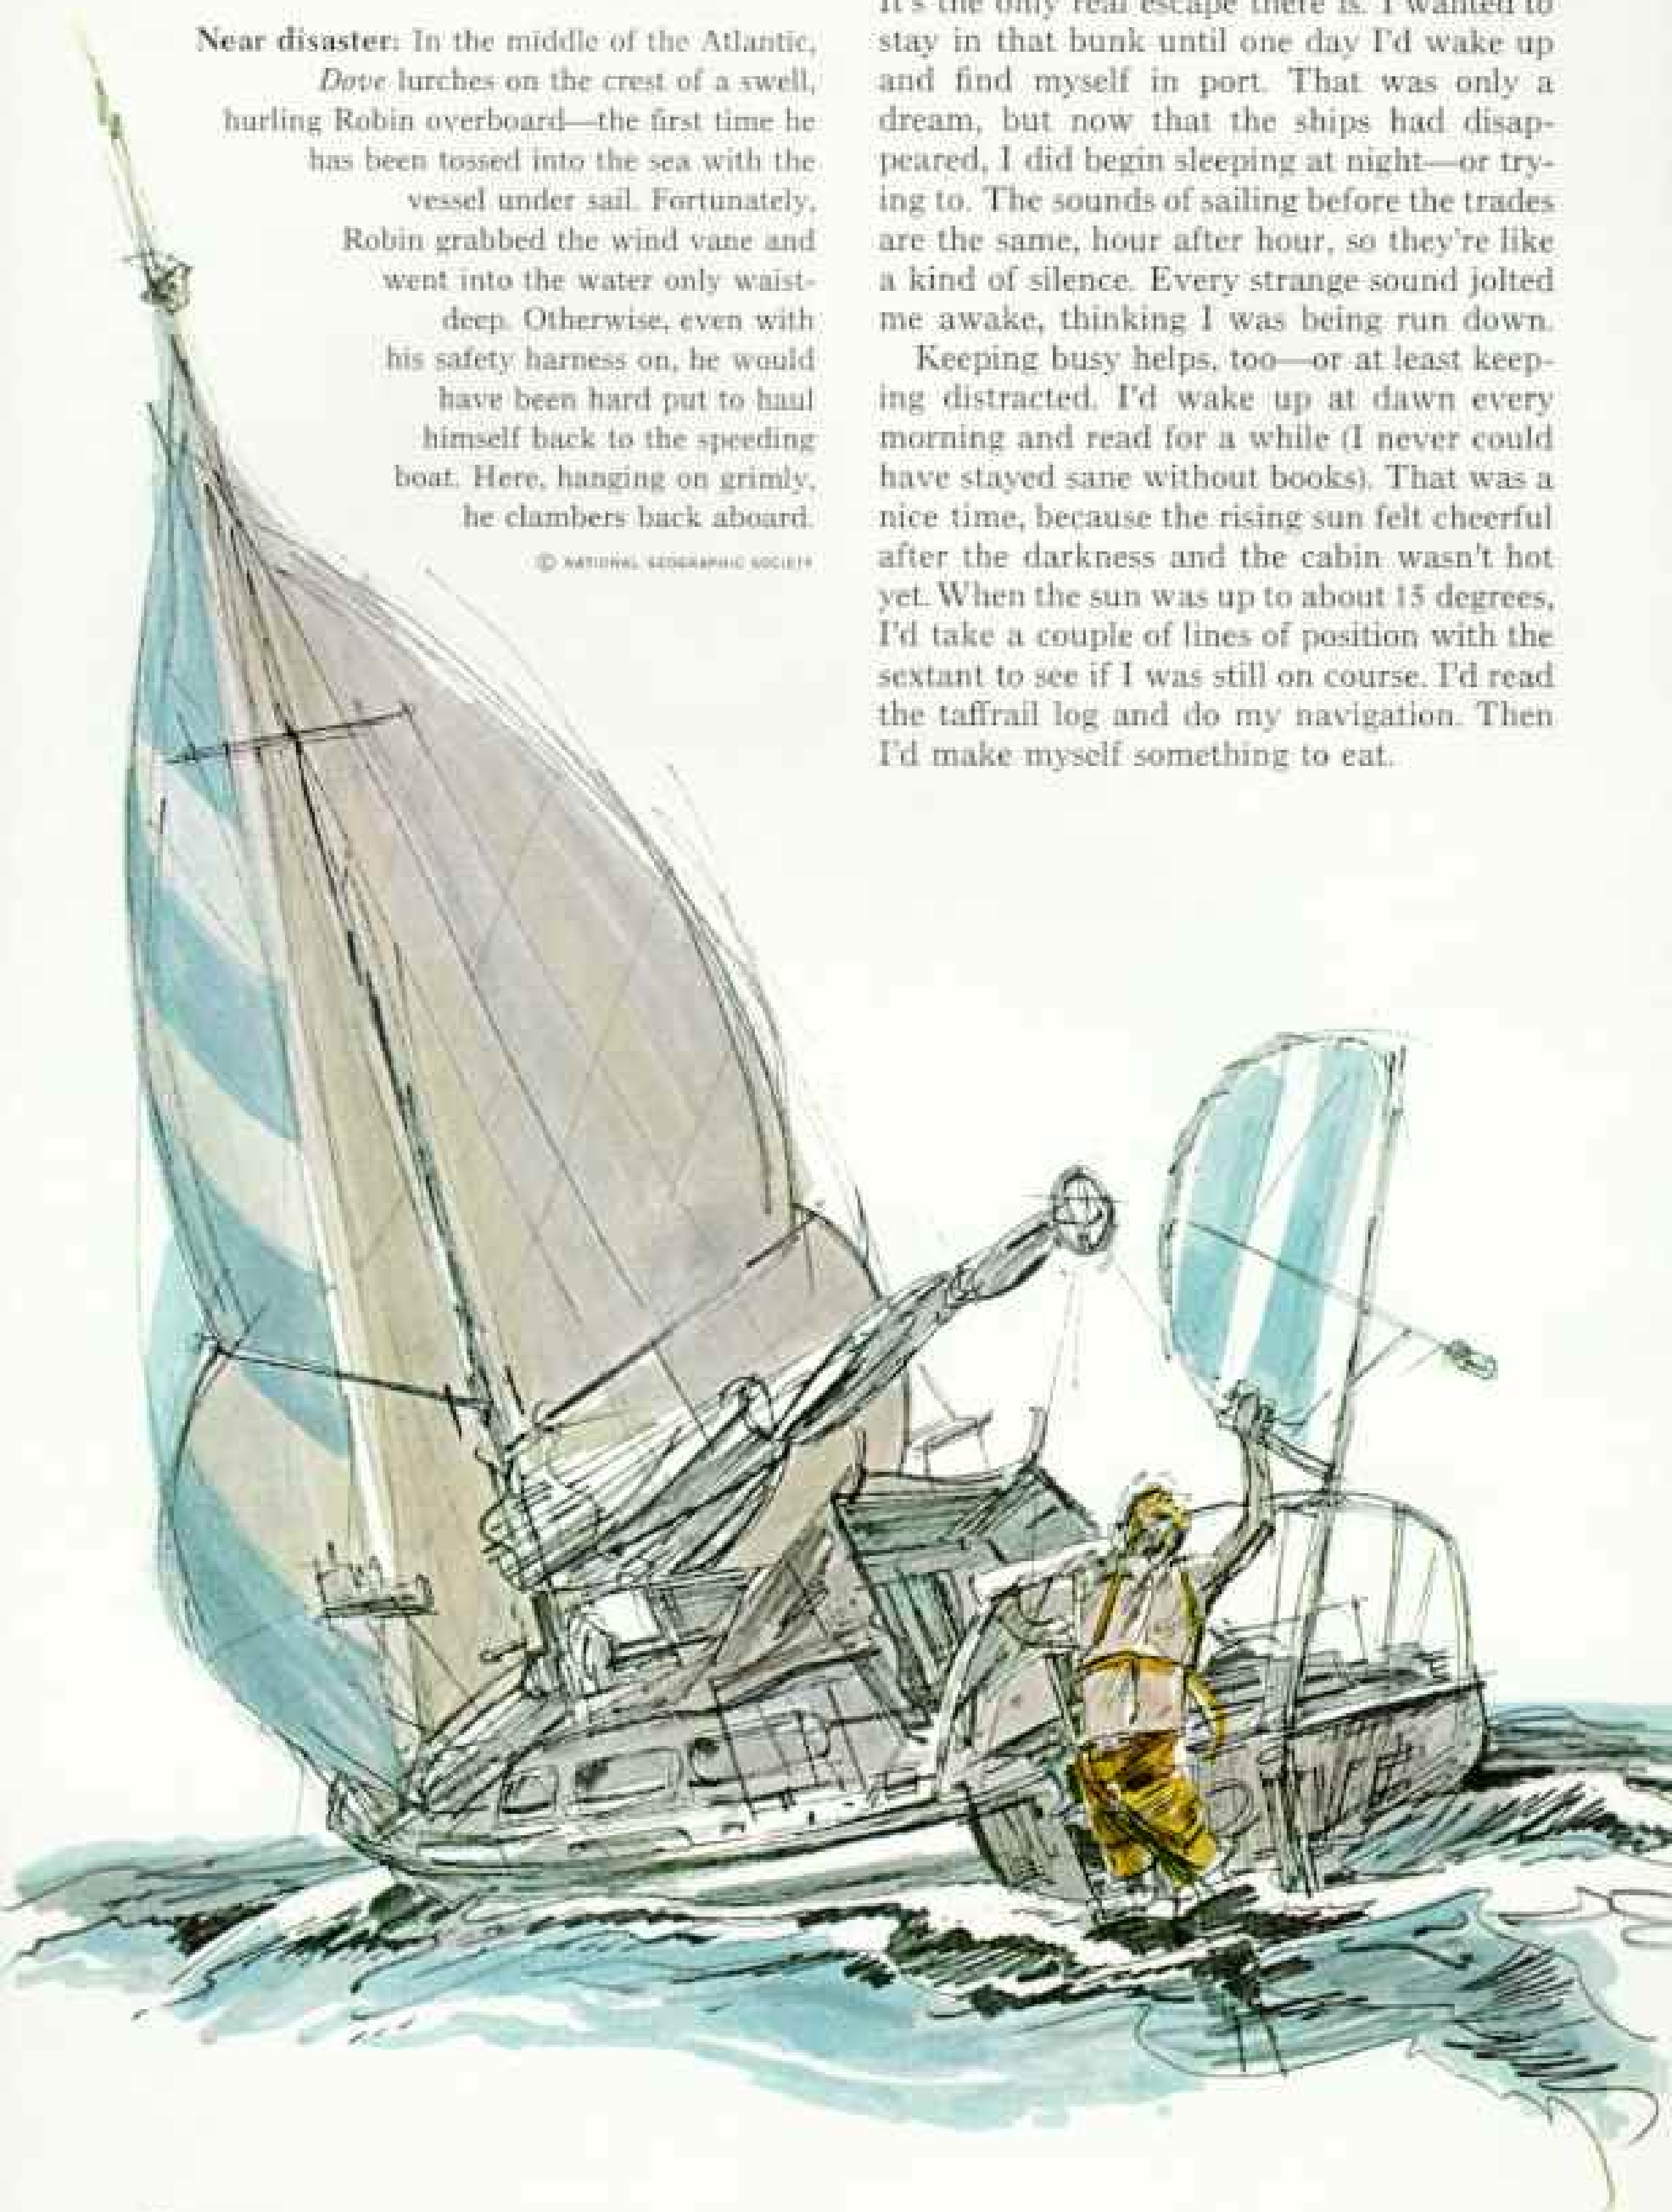 Near disaster: In the middle of the Atlantic,
Dove lurches on the crest of a swell,
hurling Robin overboard—the first time he
has been tossed into the sea with the
vessel under sail. Fortunately,
Robin grabbed the wind vane and
went into the water only waist-
deep. Otherwise, even with
his safety harness on, he would
have been hard put to haul
himself back to the speeding
boat. Here, hanging on grimly,
he clambers back aboard.
© NATIONAL GEOGRAPHIC SOCIETY
It's the only real escape there is. I wanted to
stay in that bunk until one day I'd wake up
and find myself in port. That was only a
dream, but now that the ships had disap-
peared, I did begin sleeping at night—or try-
ing to. The sounds of sailing before the trades
are the same, hour after hour, so they're like
a kind of silence. Every strange sound jolted
me awake, thinking I was being run down.
Keeping busy helps, too—or at least keep-
ing distracted. I'd wake up at dawn every
morning and read for a while (I never could
have stayed sane without books). That was a
nice time, because the rising sun felt cheerful
after the darkness and the cabin wasn't hot
yet. When the sun was up to about 15 degrees,
I'd take a couple of lines of position with the
sextant to see if I was still on course. I'd read
the taffrail log and do my navigation. Then
I'd make myself something to eat.